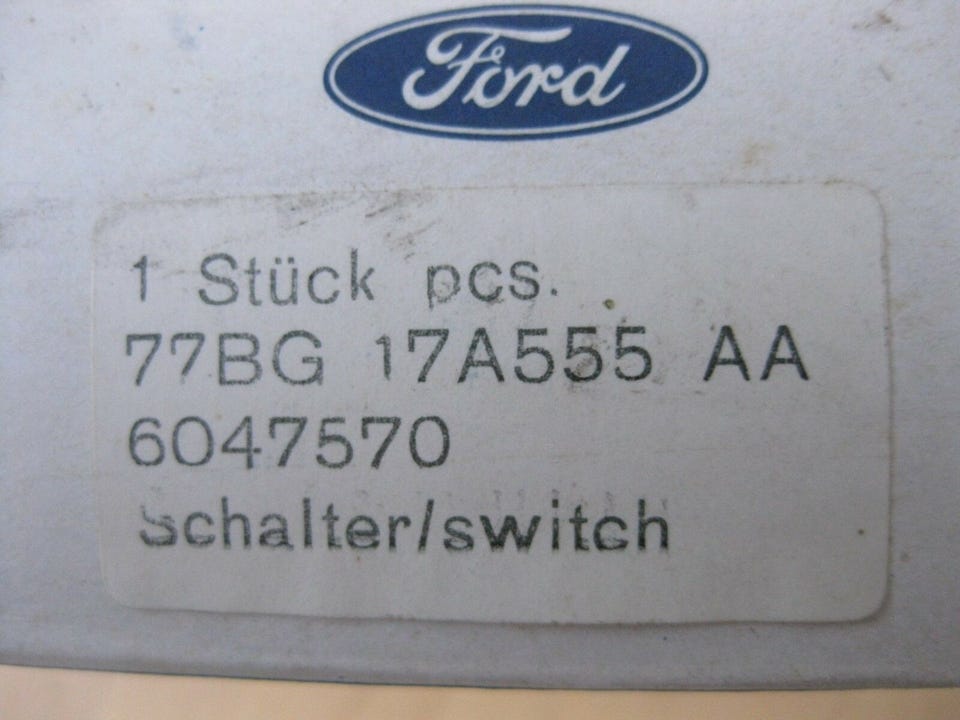 Ford
1 Stück pcs.
77BG 17A555 AA
6047570
Schalter/switch